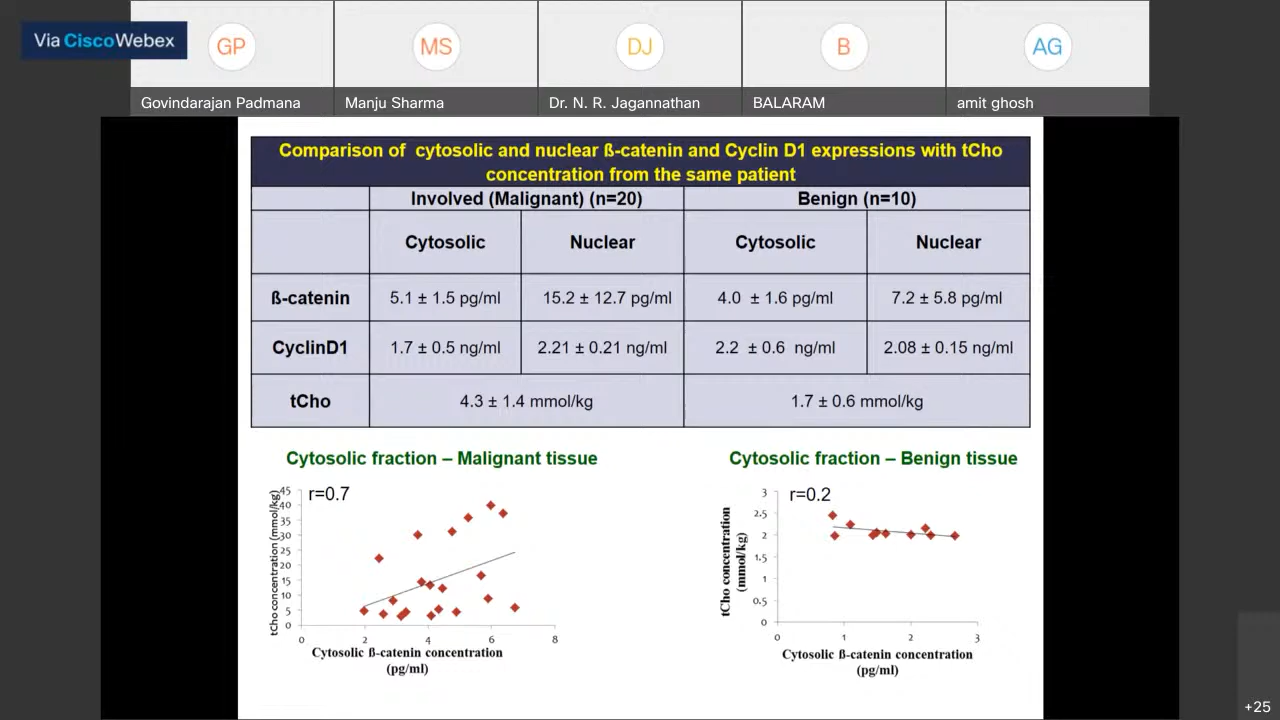 Via CiscoWebex
GP
MS
DJ
B
AG
Govindarajan Padmana
Manju Sharma
Dr. N. R. Jagannathan
BALARAM
amit ghosh
Comparison of cytosolic and nuclear ß-catenin and Cyclin D1 expressions with tCho
concentration from the same patient
Involved (Malignant) (n=20) Benign (n=10)
Cytosolic Nuclear Cytosolic Nuclear
ß-catenin 5.1 ± 1.5 pg/ml 15.2 ± 12.7 pg/ml 4.0 ± 1.6 pg/ml 7.2 ± 5.8 pg/ml
CyclinD1 1.7 ± 0.5 ng/ml 2.21 ± 0.21 ng/ml 2.2 ± 0.6 ng/ml 2.08 ± 0.15 ng/ml
tCho 4.3 ± 1.4 mmol/kg 1.7 ± 0.6 mmol/kg
Cytosolic fraction – Malignant tissue
r=0.7
tCho concentration (mmol/kg)
45
40
35
30
25
20
15
10
5
0
0 2 4 6 8
Cytosolic ß-catenin concentration
(pg/ml)
Cytosolic fraction – Benign tissue
r=0.2
tCho concentration
(mmol/kg)
3
2.5
2
1.5
1
0.5
0
0 1 2 3
Cytosolic ß-catenin concentration
(pg/ml)
+25